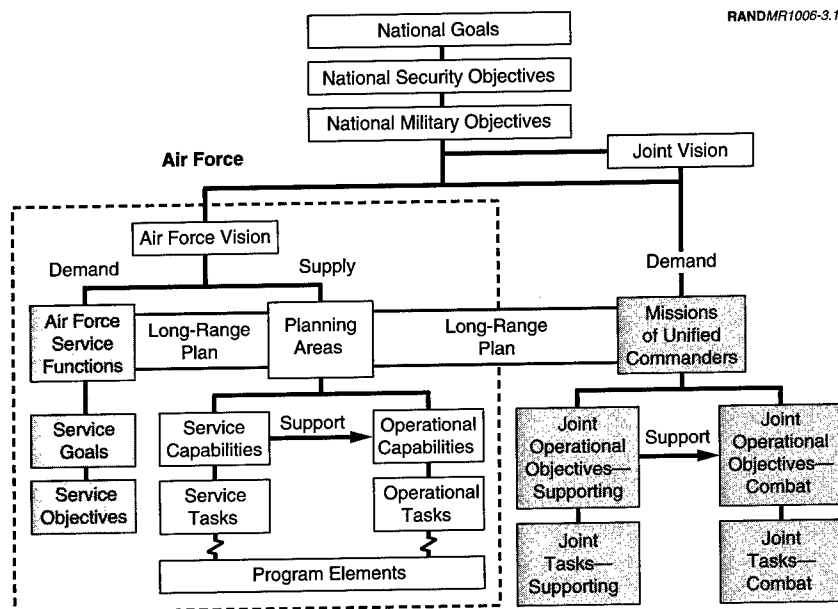 RANDMR1006-3.1
National Goals
National Security Objectives
National Military Objectives
Air Force
Joint Vision
Air Force Vision
Demand
Supply
Demand
Air Force
Service
Functions
Long-Range
Plan
Planning
Areas
Long-Range
Plan
Missions
of Unified
Commanders
Service
Goals
Service
Capabilities
Support
Operational
Capabilities
Joint
Operational
Objectives—
Supporting
Support
Joint
Operational
Objectives—
Combat
Service
Objectives
Service
Tasks
Operational
Tasks
Joint
Tasks—
Supporting
Joint
Tasks—
Combat
Program Elements